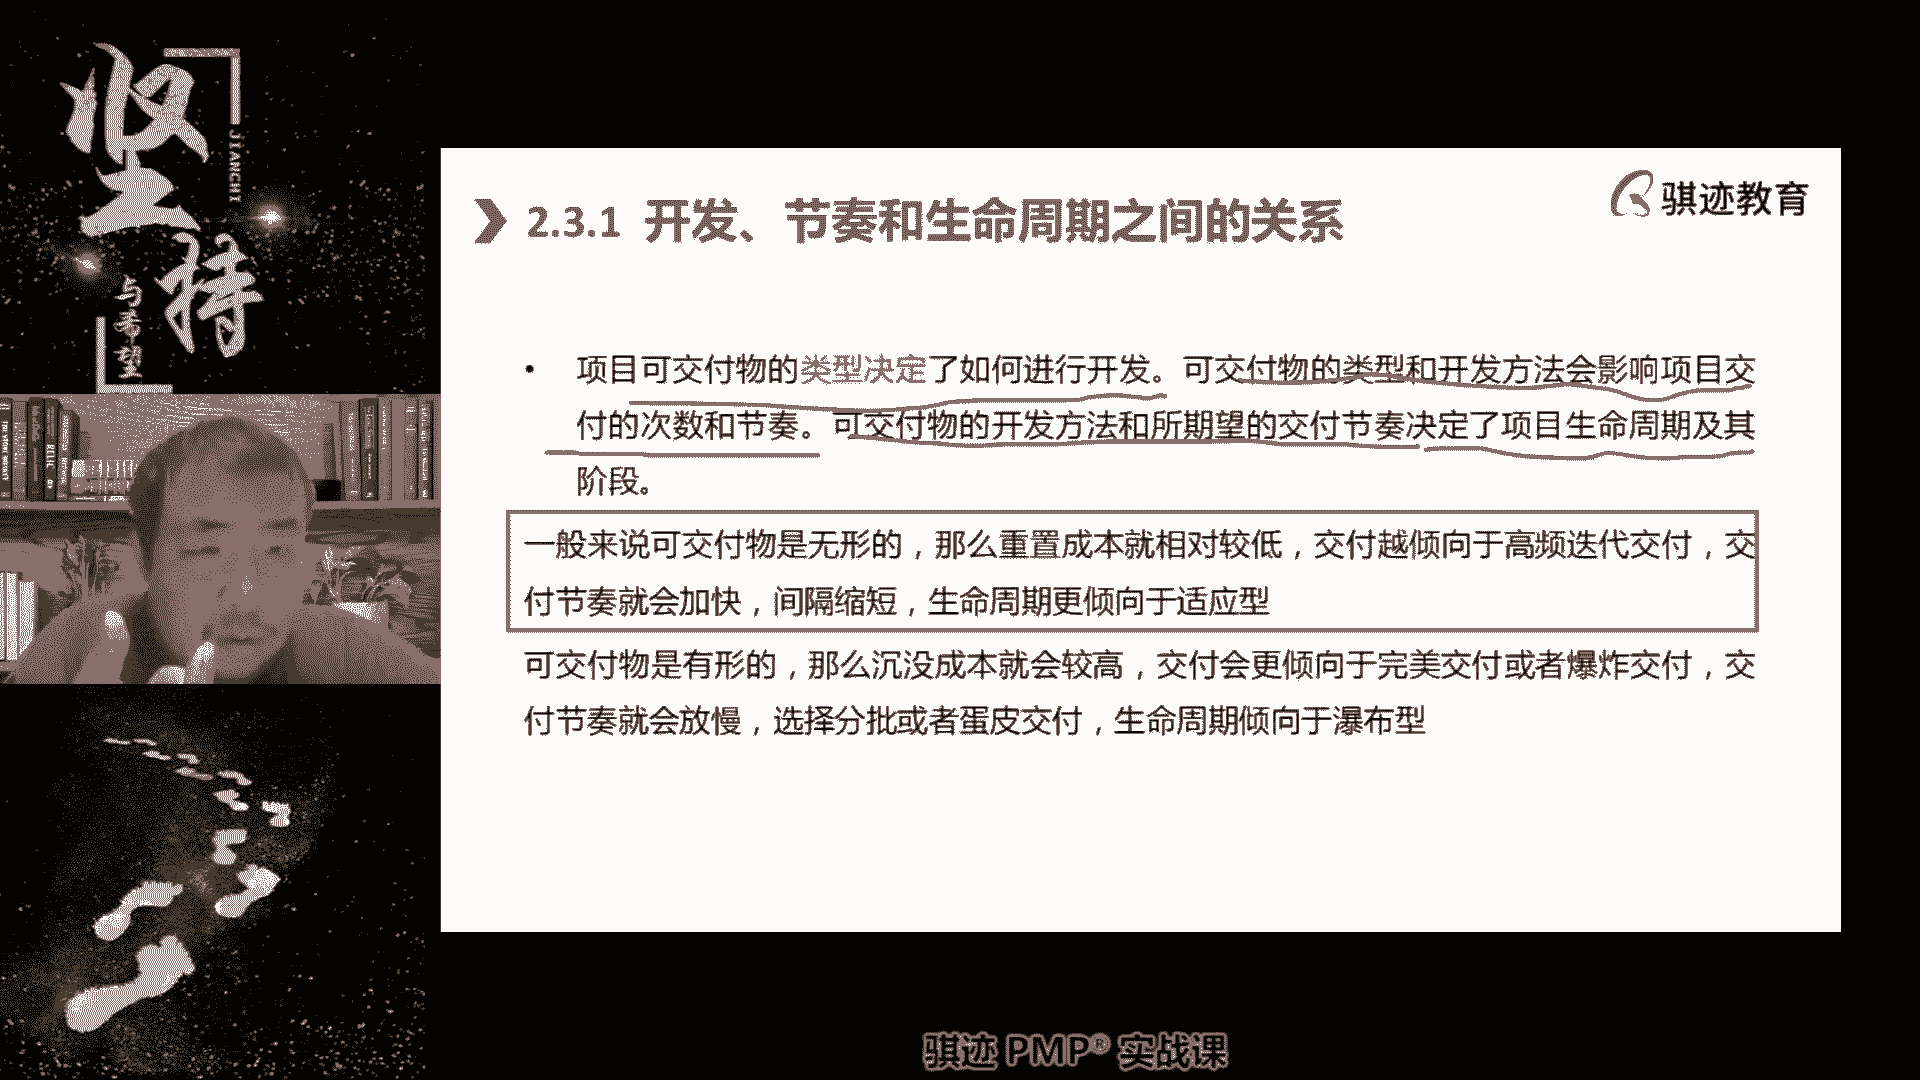 坚持
JIANCHI
与希望
骐迹教育
2.3.1 开发、节奏和生命周期之间的关系
• 项目可交付物的类型决定了如何进行开发。可交付物的类型和开发方法会影响项目交
付的次数和节奏。可交付物的开发方法和所期望的交付节奏决定了项目生命周期及其
阶段。
一般来说可交付物是无形的，那么重置成本就相对较低，交付越倾向于高频迭代交付，交
付节奏就会加快，间隔缩短，生命周期更倾向于适应型
可交付物是有形的，那么沉没成本就会较高，交付会更倾向于完美交付或者爆炸交付，交
付节奏就会放慢，选择分批或者蛋皮交付，生命周期倾向于瀑布型
骐迹 PMP® 实战课